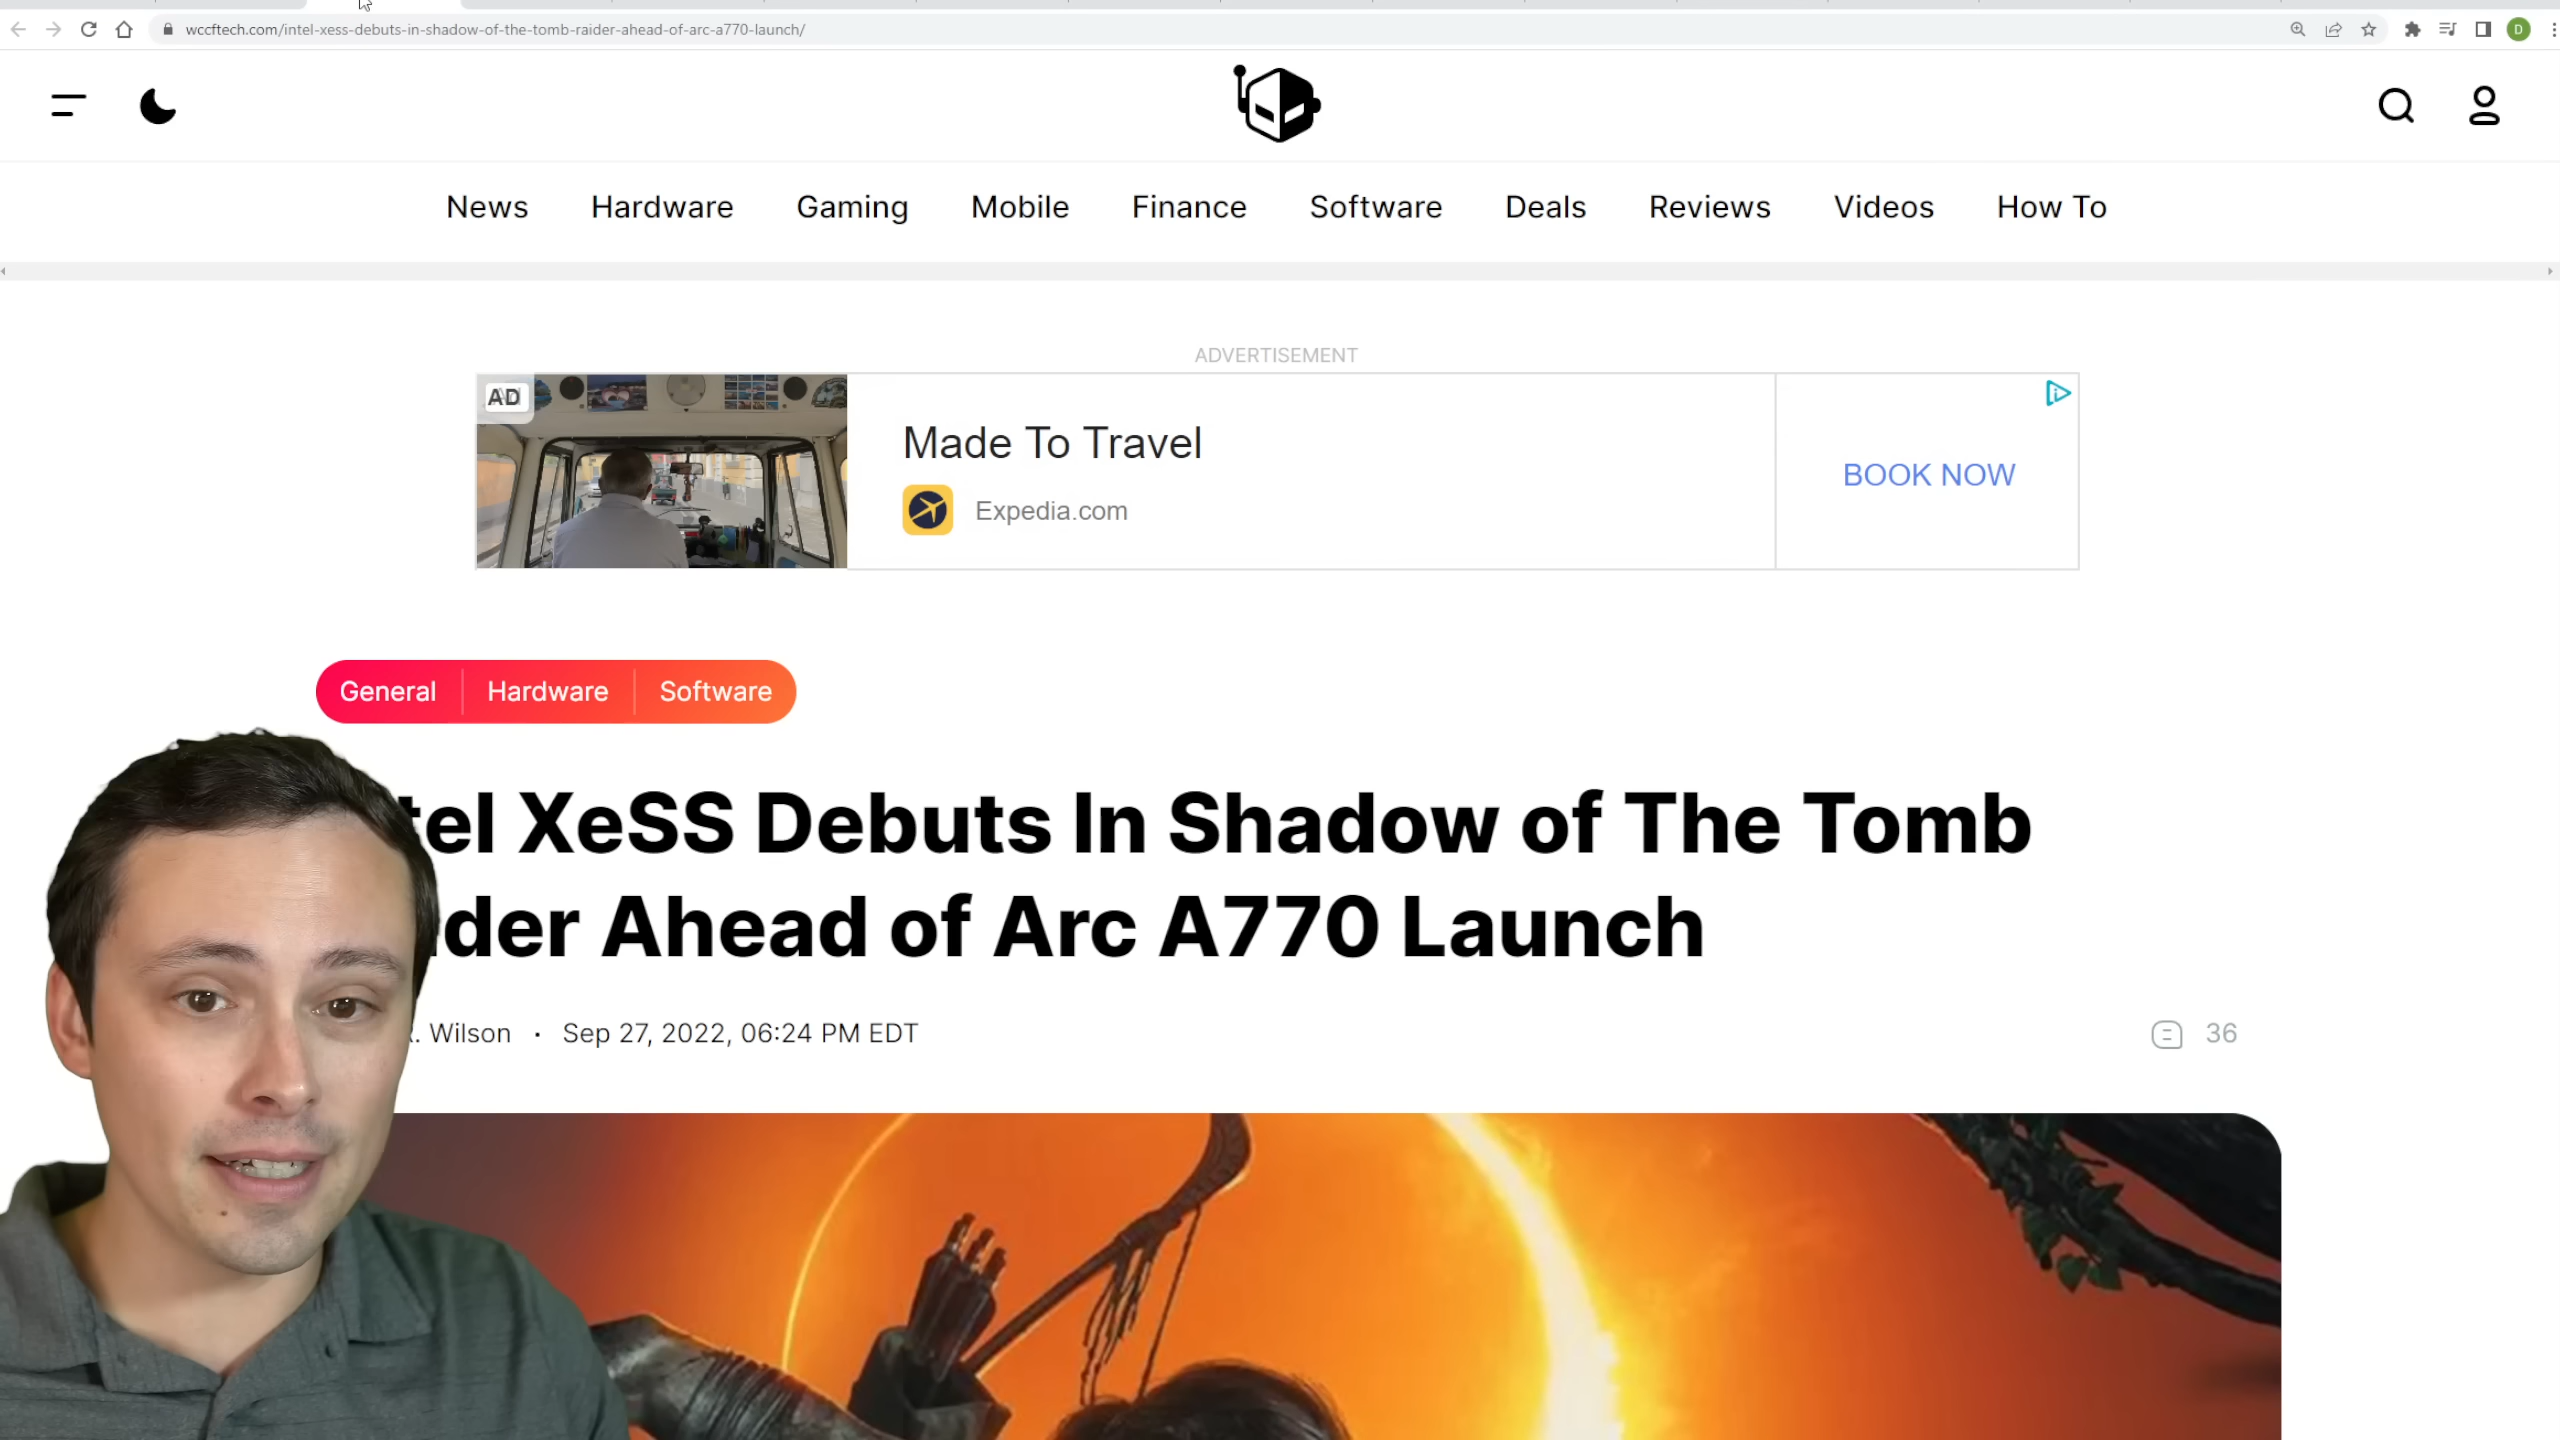 wccftech.com/intel-xess-debuts-in-shadow-of-the-tomb-raider-ahead-of-arc-a770-launch/
D
News Hardware Gaming Mobile Finance Software Deals Reviews Videos How To
ADVERTISEMENT
AD
Made To Travel
Expedia.com
BOOK NOW
General Hardware Software
tel XeSS Debuts In Shadow of The Tomb
ider Ahead of Arc A770 Launch
. Wilson · Sep 27, 2022, 06:24 PM EDT
36